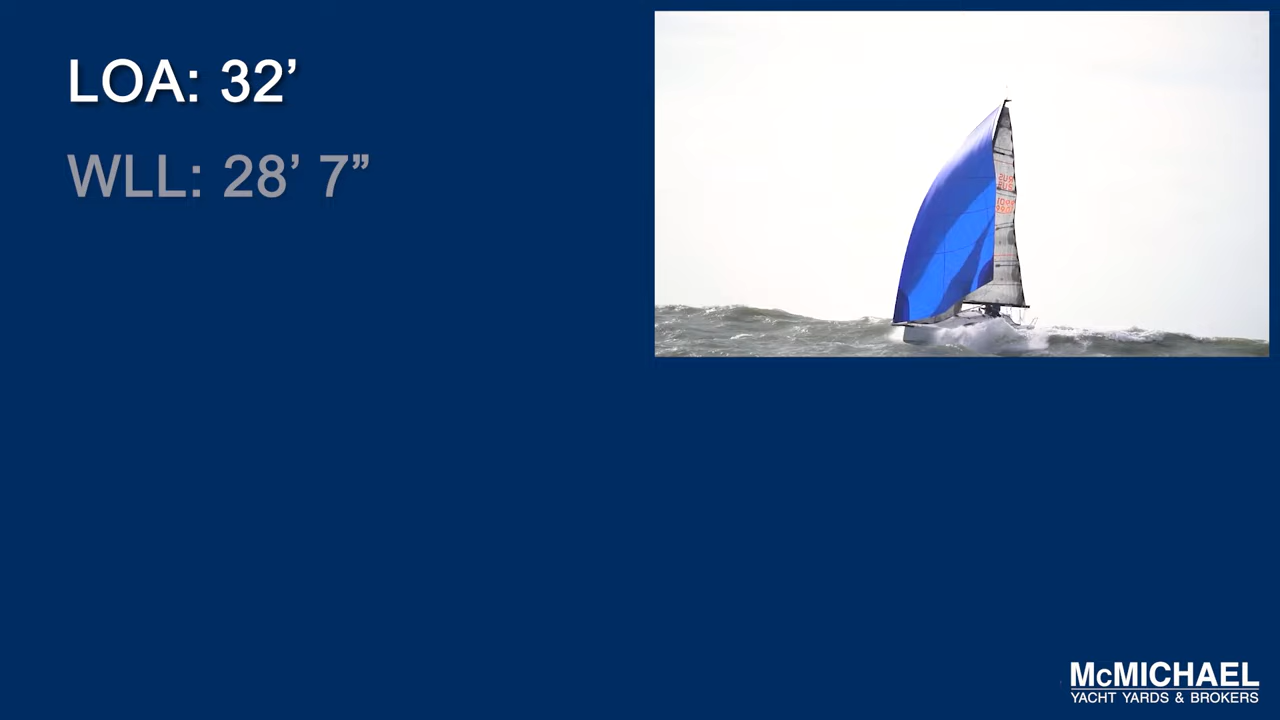 LOA: 32’
WLL: 28’ 7”
McMICHAEL
YACHT YARDS & BROKERS